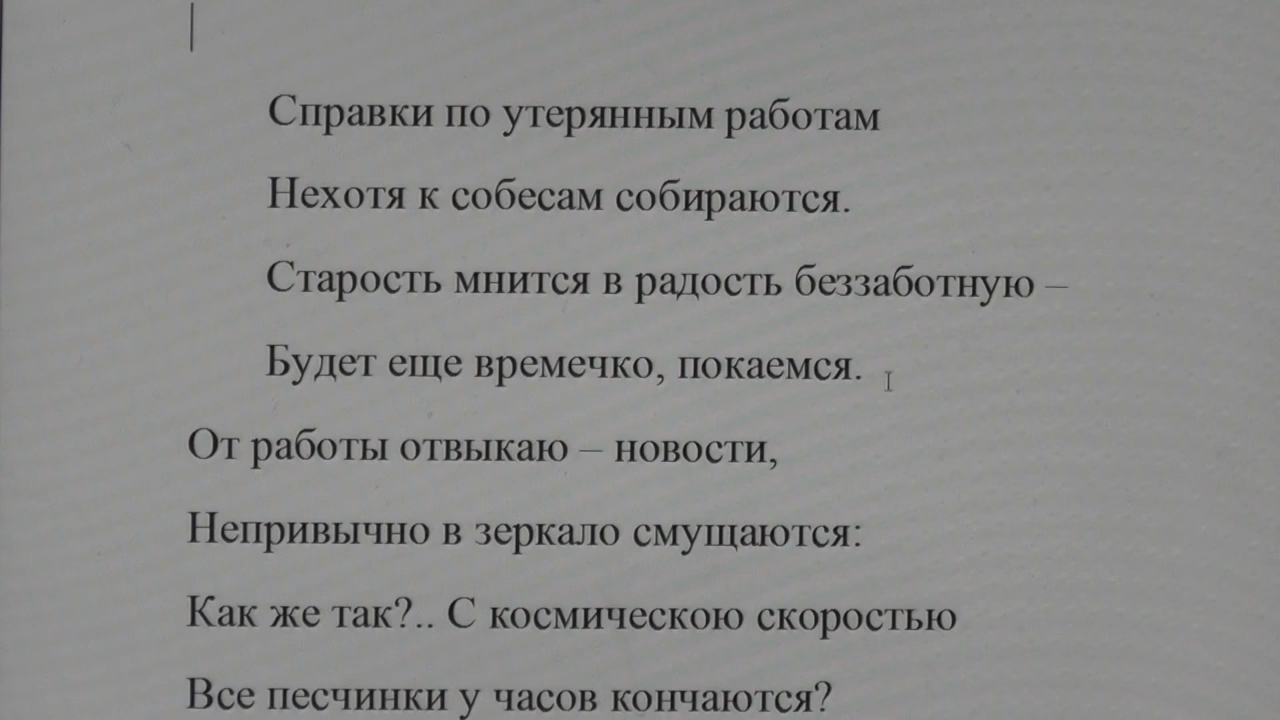 Справки по утерянным работам
Нехотя к собесам собираются.
Старость мнится в радость беззаботную –
Будет еще времечко, покаемся.
От работы отвыкаю – новости,
Непривычно в зеркало смущаются:
Как же так?.. С космическою скоростью
Все песчинки у часов кончаются?